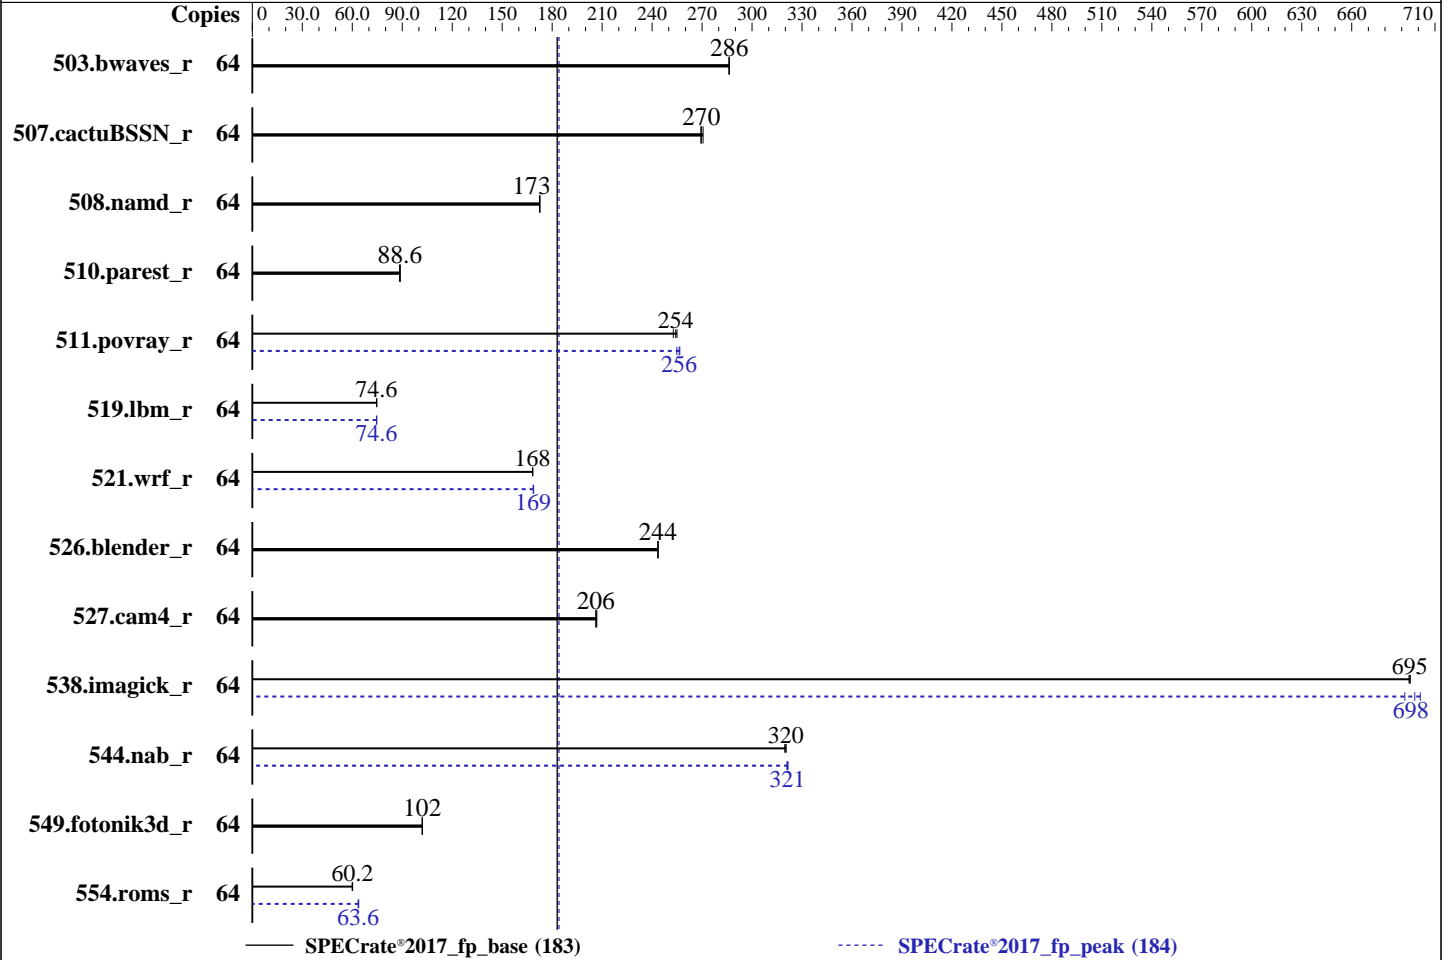 Copies 0 30.0 60.0 90.0 120 150 180 210 240 270 300 330 360 390 420 450 480 510 540 570 600 630 660 710
503.bwaves_r 64 286
507.cactuBSSN_r 64 270
508.namd_r 64 173
510.parest_r 64 88.6
511.povray_r 64 254
256
519.lbm_r 64 74.6
74.6
521.wrf_r 64 168
169
526.blender_r 64 244
527.cam4_r 64 206
538.imagick_r 64 695
698
544.nab_r 64 320
321
549.fotonik3d_r 64 102
554.roms_r 64 60.2
63.6
SPECrate®2017_fp_base (183) SPECrate®2017_fp_peak (184)